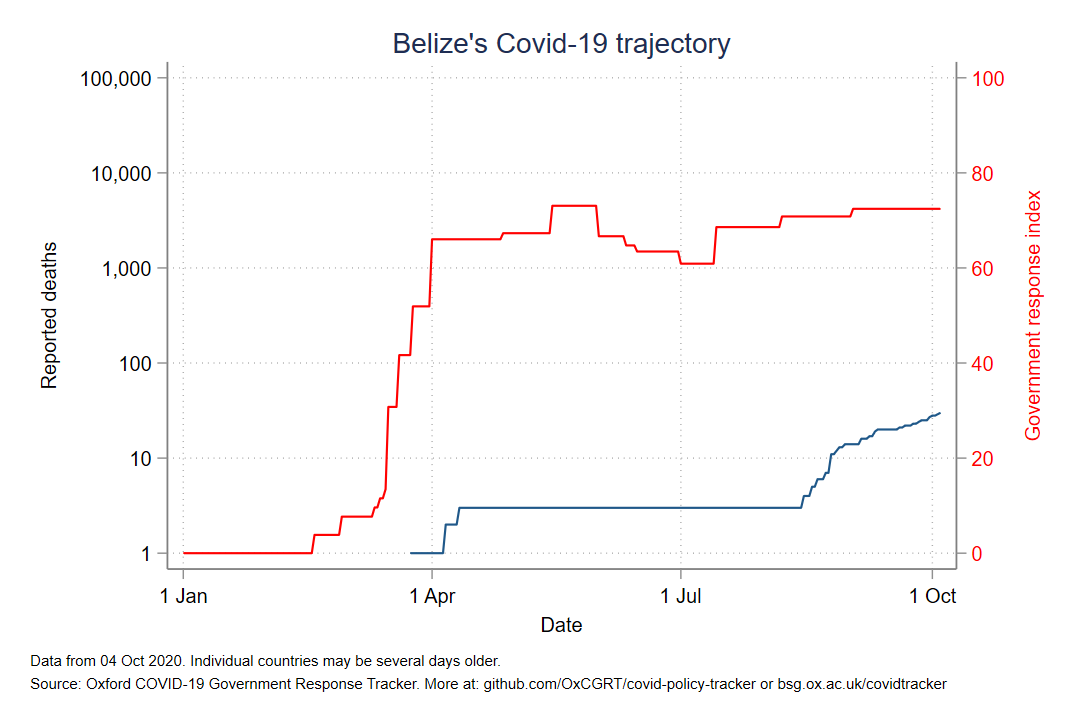 Belize's Covid-19 trajectory
100,000
10,000
1,000
100
10
1
Reported deaths
100
80
60
40
20
0
Government response index
1 Jan 1 Apr 1 Jul 1 Oct
Date
Data from 04 Oct 2020. Individual countries may be several days older.
Source: Oxford COVID-19 Government Response Tracker. More at: github.com/OxCGRT/covid-policy-tracker or bsg.ox.ac.uk/covidtracker